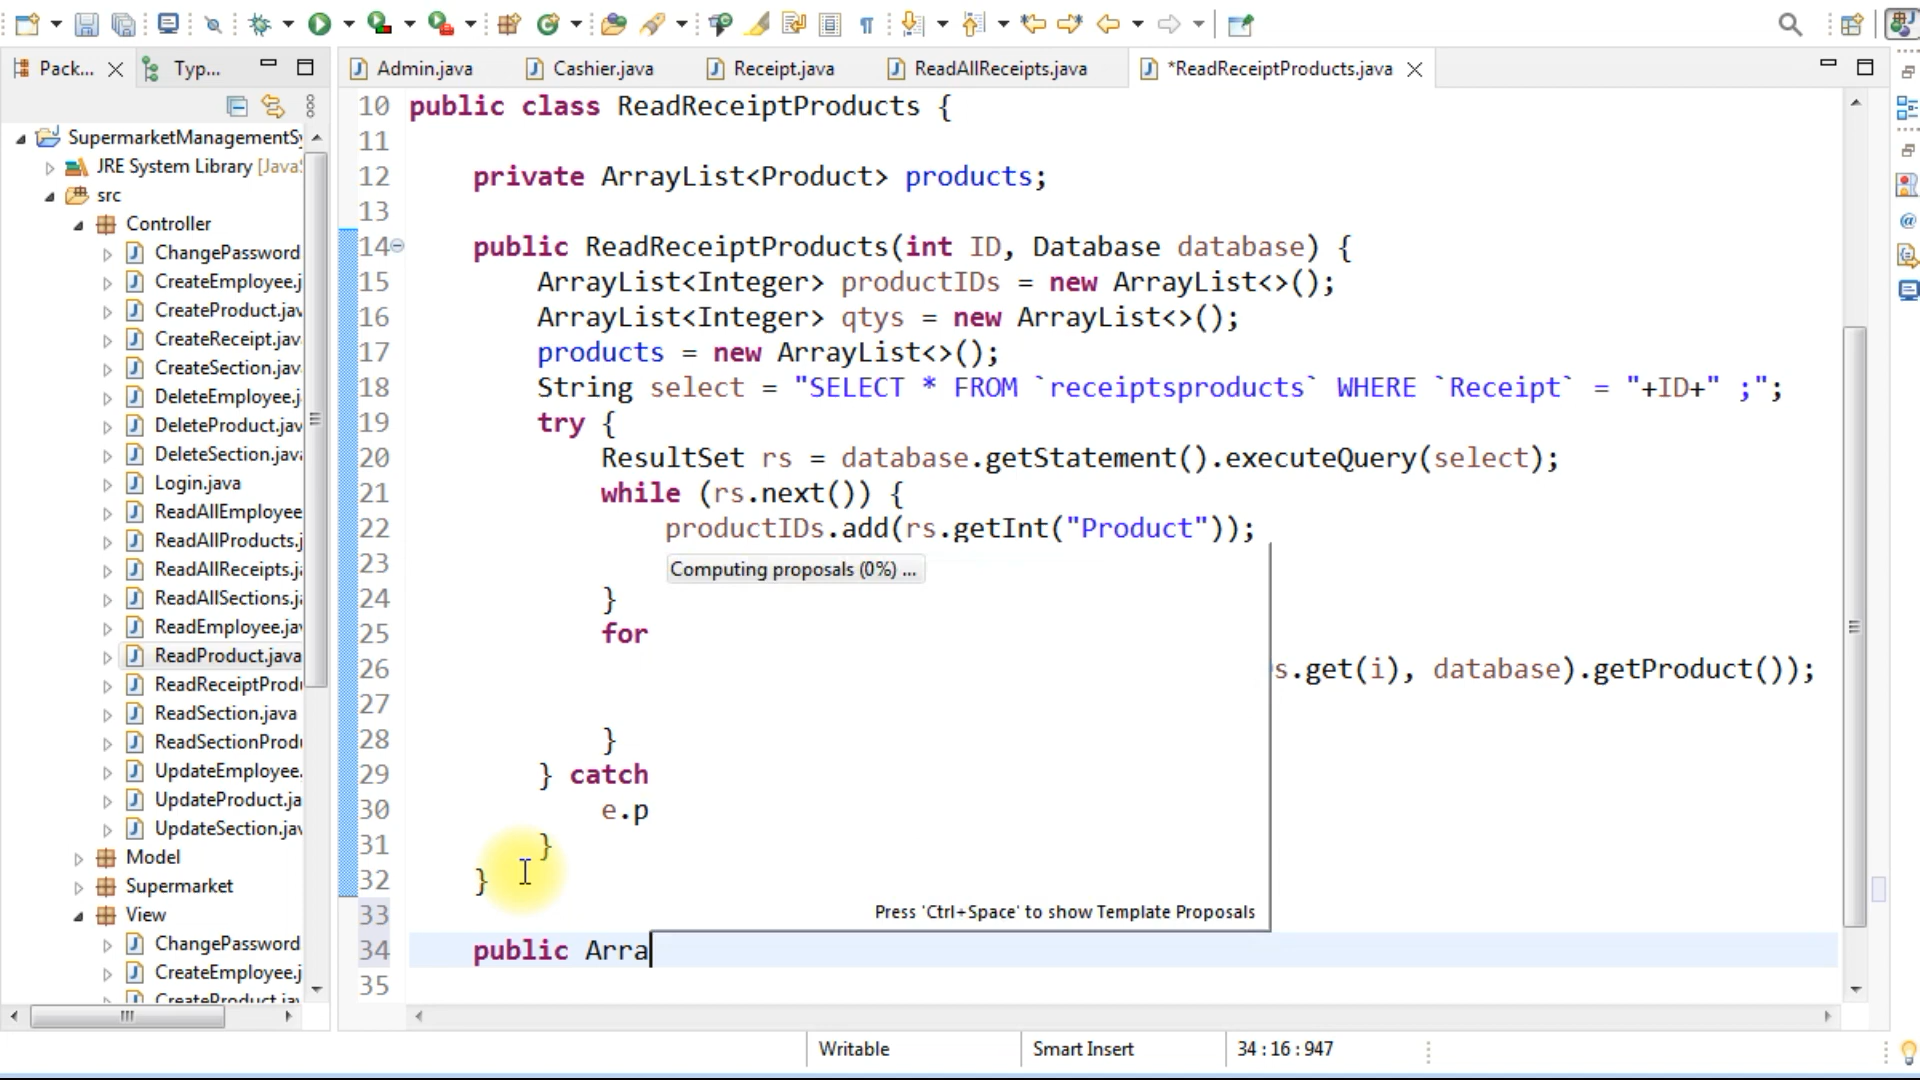 Pack...
Typ...
Admin.java
Cashier.java
Receipt.java
ReadAllReceipts.java
*ReadReceiptProducts.java
SupermarketManagementSy
JRE System Library [Java
src
Controller
ChangePassword
CreateEmployee.j
CreateProduct.jav
CreateReceipt.java
CreateSection.java
DeleteEmployee.j
DeleteProduct.jav
DeleteSection.java
Login.java
ReadAllEmployee
ReadAllProducts.j
ReadAllReceipts.ja
ReadAllSections.ja
ReadEmployee.jav
ReadProduct.java
ReadReceiptProdu
ReadSection.java
ReadSectionProdu
UpdateEmployee.
UpdateProduct.ja
UpdateSection.jav
Model
Supermarket
View
ChangePassword
CreateEmployee.j
CreateProduct.jav
10 public class ReadReceiptProducts {
11
12 private ArrayList<Product> products;
13
14 public ReadReceiptProducts(int ID, Database database) {
15 ArrayList<Integer> productIDs = new ArrayList<>();
16 ArrayList<Integer> qtys = new ArrayList<>();
17 products = new ArrayList<>();
18 String select = "SELECT * FROM `receiptsproducts` WHERE `Receipt` = "+ID+" ;";
19 try {
20 ResultSet rs = database.getStatement().executeQuery(select);
21 while (rs.next()) {
22 productIDs.add(rs.getInt("Product"));
23 Computing proposals (0%) ...
24 }
25 for
26 s.get(i), database).getProduct());
27
28 }
29 } catch
30 e.p
31 }
32 }
33 Press 'Ctrl+Space' to show Template Proposals
34 public Arra
35
Writable
Smart Insert
34 : 16 : 947